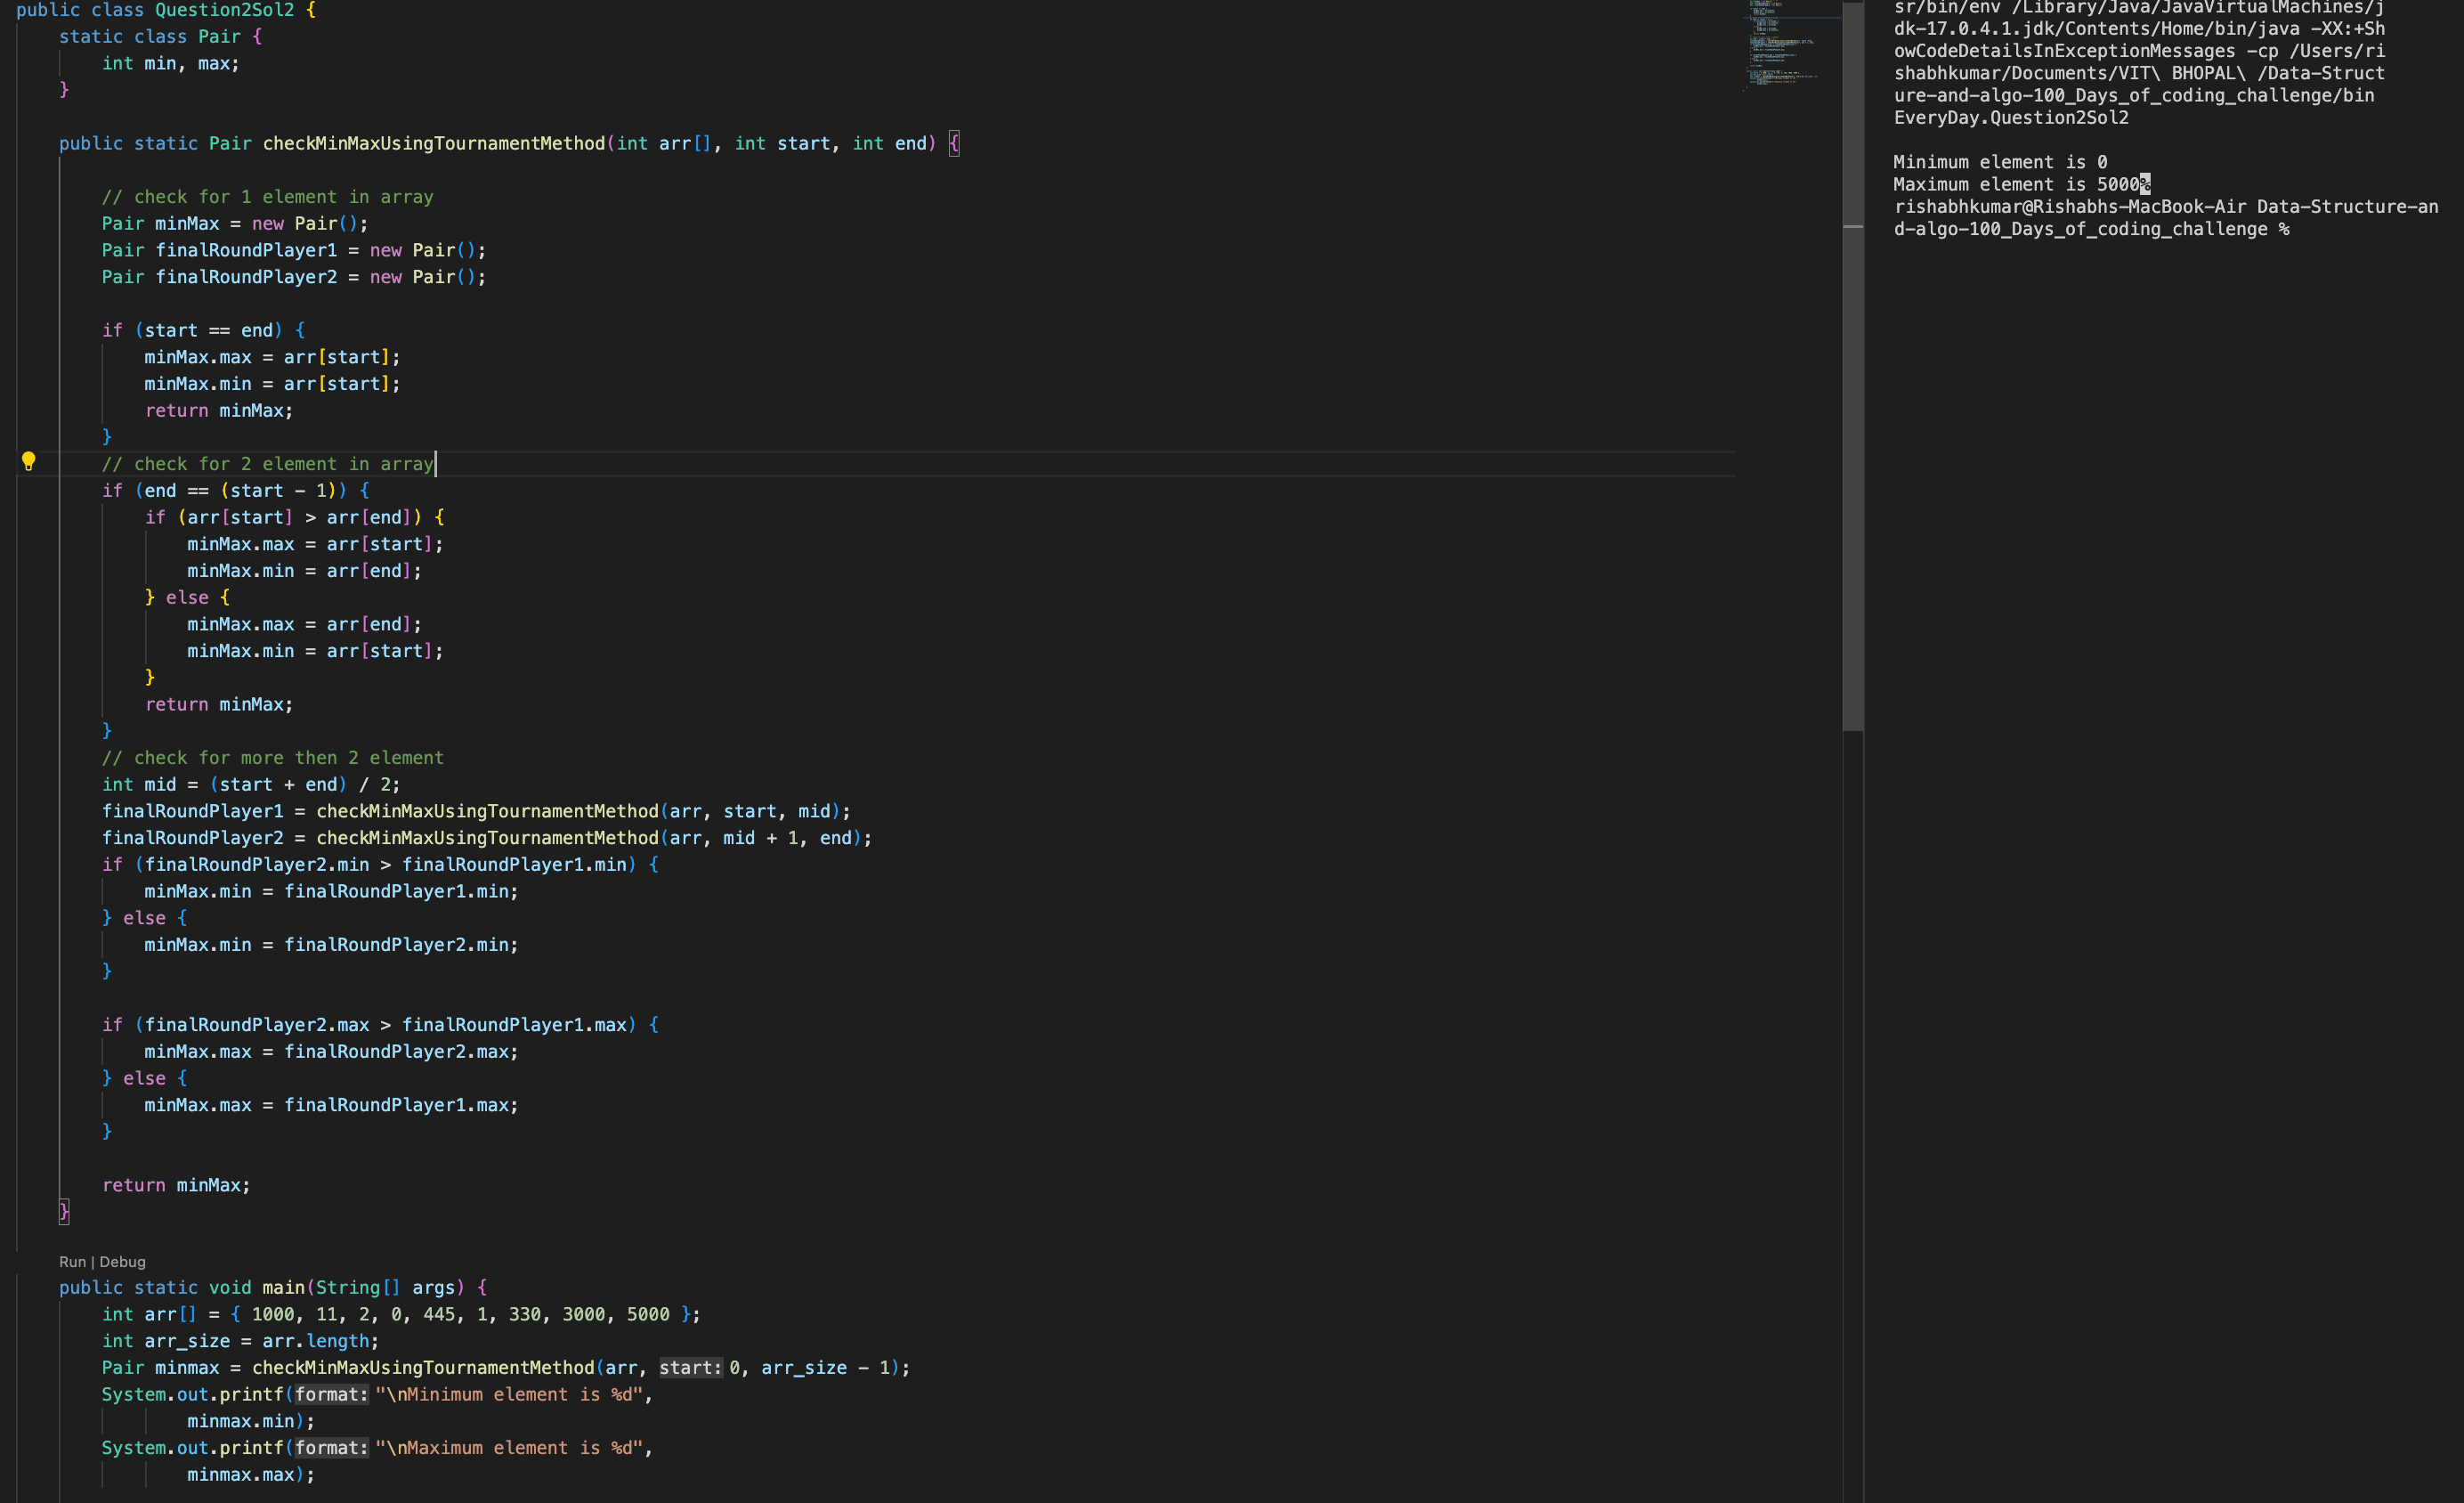 public class Question2Sol2 {
static class Pair {
int min, max;
}
public static Pair checkMinMaxUsingTournamentMethod(int arr[], int start, int end) {
// check for 1 element in array
Pair minMax = new Pair();
Pair finalRoundPlayer1 = new Pair();
Pair finalRoundPlayer2 = new Pair();
if (start == end) {
minMax.max = arr[start];
minMax.min = arr[start];
return minMax;
}
// check for 2 element in array
if (end == (start - 1)) {
if (arr[start] > arr[end]) {
minMax.max = arr[start];
minMax.min = arr[end];
} else {
minMax.max = arr[end];
minMax.min = arr[start];
}
return minMax;
}
// check for more then 2 element
int mid = (start + end) / 2;
finalRoundPlayer1 = checkMinMaxUsingTournamentMethod(arr, start, mid);
finalRoundPlayer2 = checkMinMaxUsingTournamentMethod(arr, mid + 1, end);
if (finalRoundPlayer2.min > finalRoundPlayer1.min) {
minMax.min = finalRoundPlayer1.min;
} else {
minMax.min = finalRoundPlayer2.min;
}
if (finalRoundPlayer2.max > finalRoundPlayer1.max) {
minMax.max = finalRoundPlayer2.max;
} else {
minMax.max = finalRoundPlayer1.max;
}
return minMax;
}
Run | Debug
public static void main(String[] args) {
int arr[] = { 1000, 11, 2, 0, 445, 1, 330, 3000, 5000 };
int arr_size = arr.length;
Pair minmax = checkMinMaxUsingTournamentMethod(arr, start: 0, arr_size - 1);
System.out.printf(format: "\nMinimum element is %d",
minmax.min);
System.out.printf(format: "\nMaximum element is %d",
minmax.max);
sr/bin/env /Library/Java/JavaVirtualMachines/j
dk-17.0.4.1.jdk/Contents/Home/bin/java -XX:+Sh
owCodeDetailsInExceptionMessages -cp /Users/ri
shabhkumar/Documents/VIT\ BHOPAL\ /Data-Struct
ure-and-algo-100_Days_of_coding_challenge/bin
EveryDay.Question2Sol2
Minimum element is 0
Maximum element is 5000%
rishabhkumar@Rishabhs-MacBook-Air Data-Structure-an
d-algo-100_Days_of_coding_challenge %